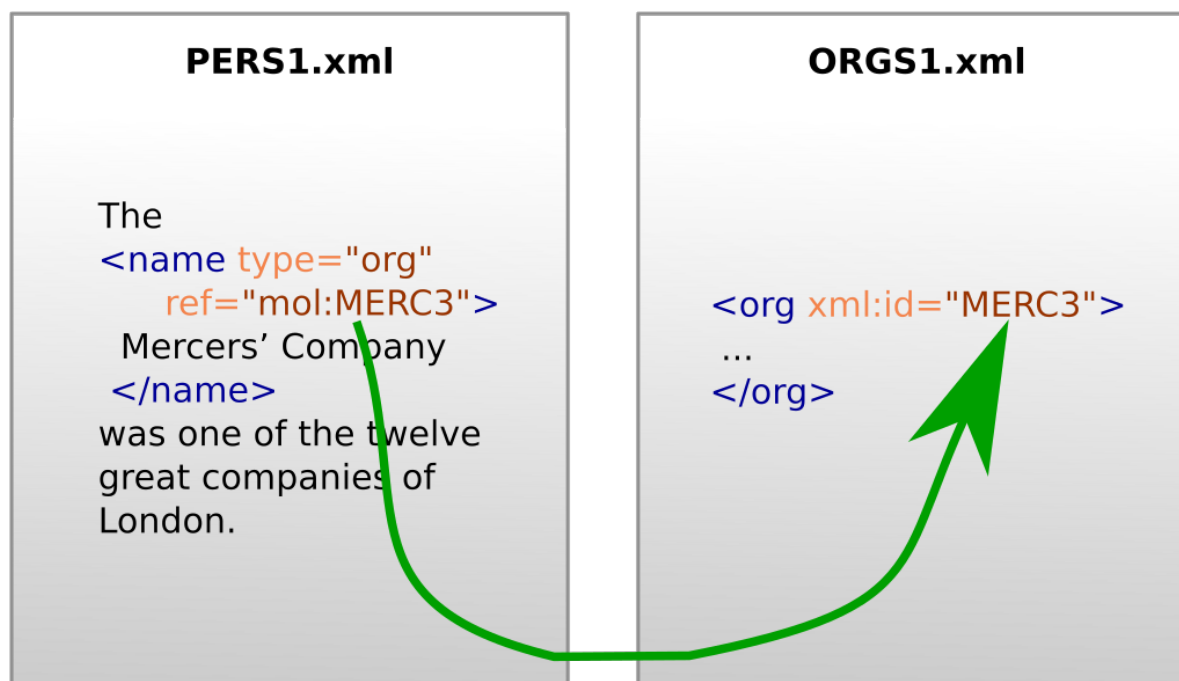 PERS1.xml
The
<name type="org"
ref="mol:MERC3">
Mercers’ Company
</name>
was one of the twelve
great companies of
London.
ORGS1.xml
<org xml:id="MERC3">
...
</org>